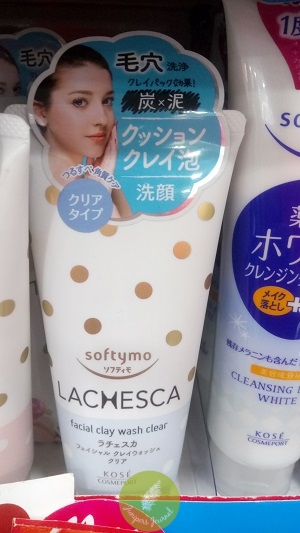 毛穴洗浄
クレイパック効果!
炭×泥
クッション
クレイ泡
洗顔
つるすべ・角質ケア
クリア
タイプ
softymo
ソフティモ
LACHESCA
facial clay wash clear
ラチェスカ
フェイシャル クレイウォッシュ
クリア
KOSÉ
COSMEPORT
ホワ
クレンジング
メイク
落とし
CLEANSING
WHITE
KOSÉ
COSMEPORT